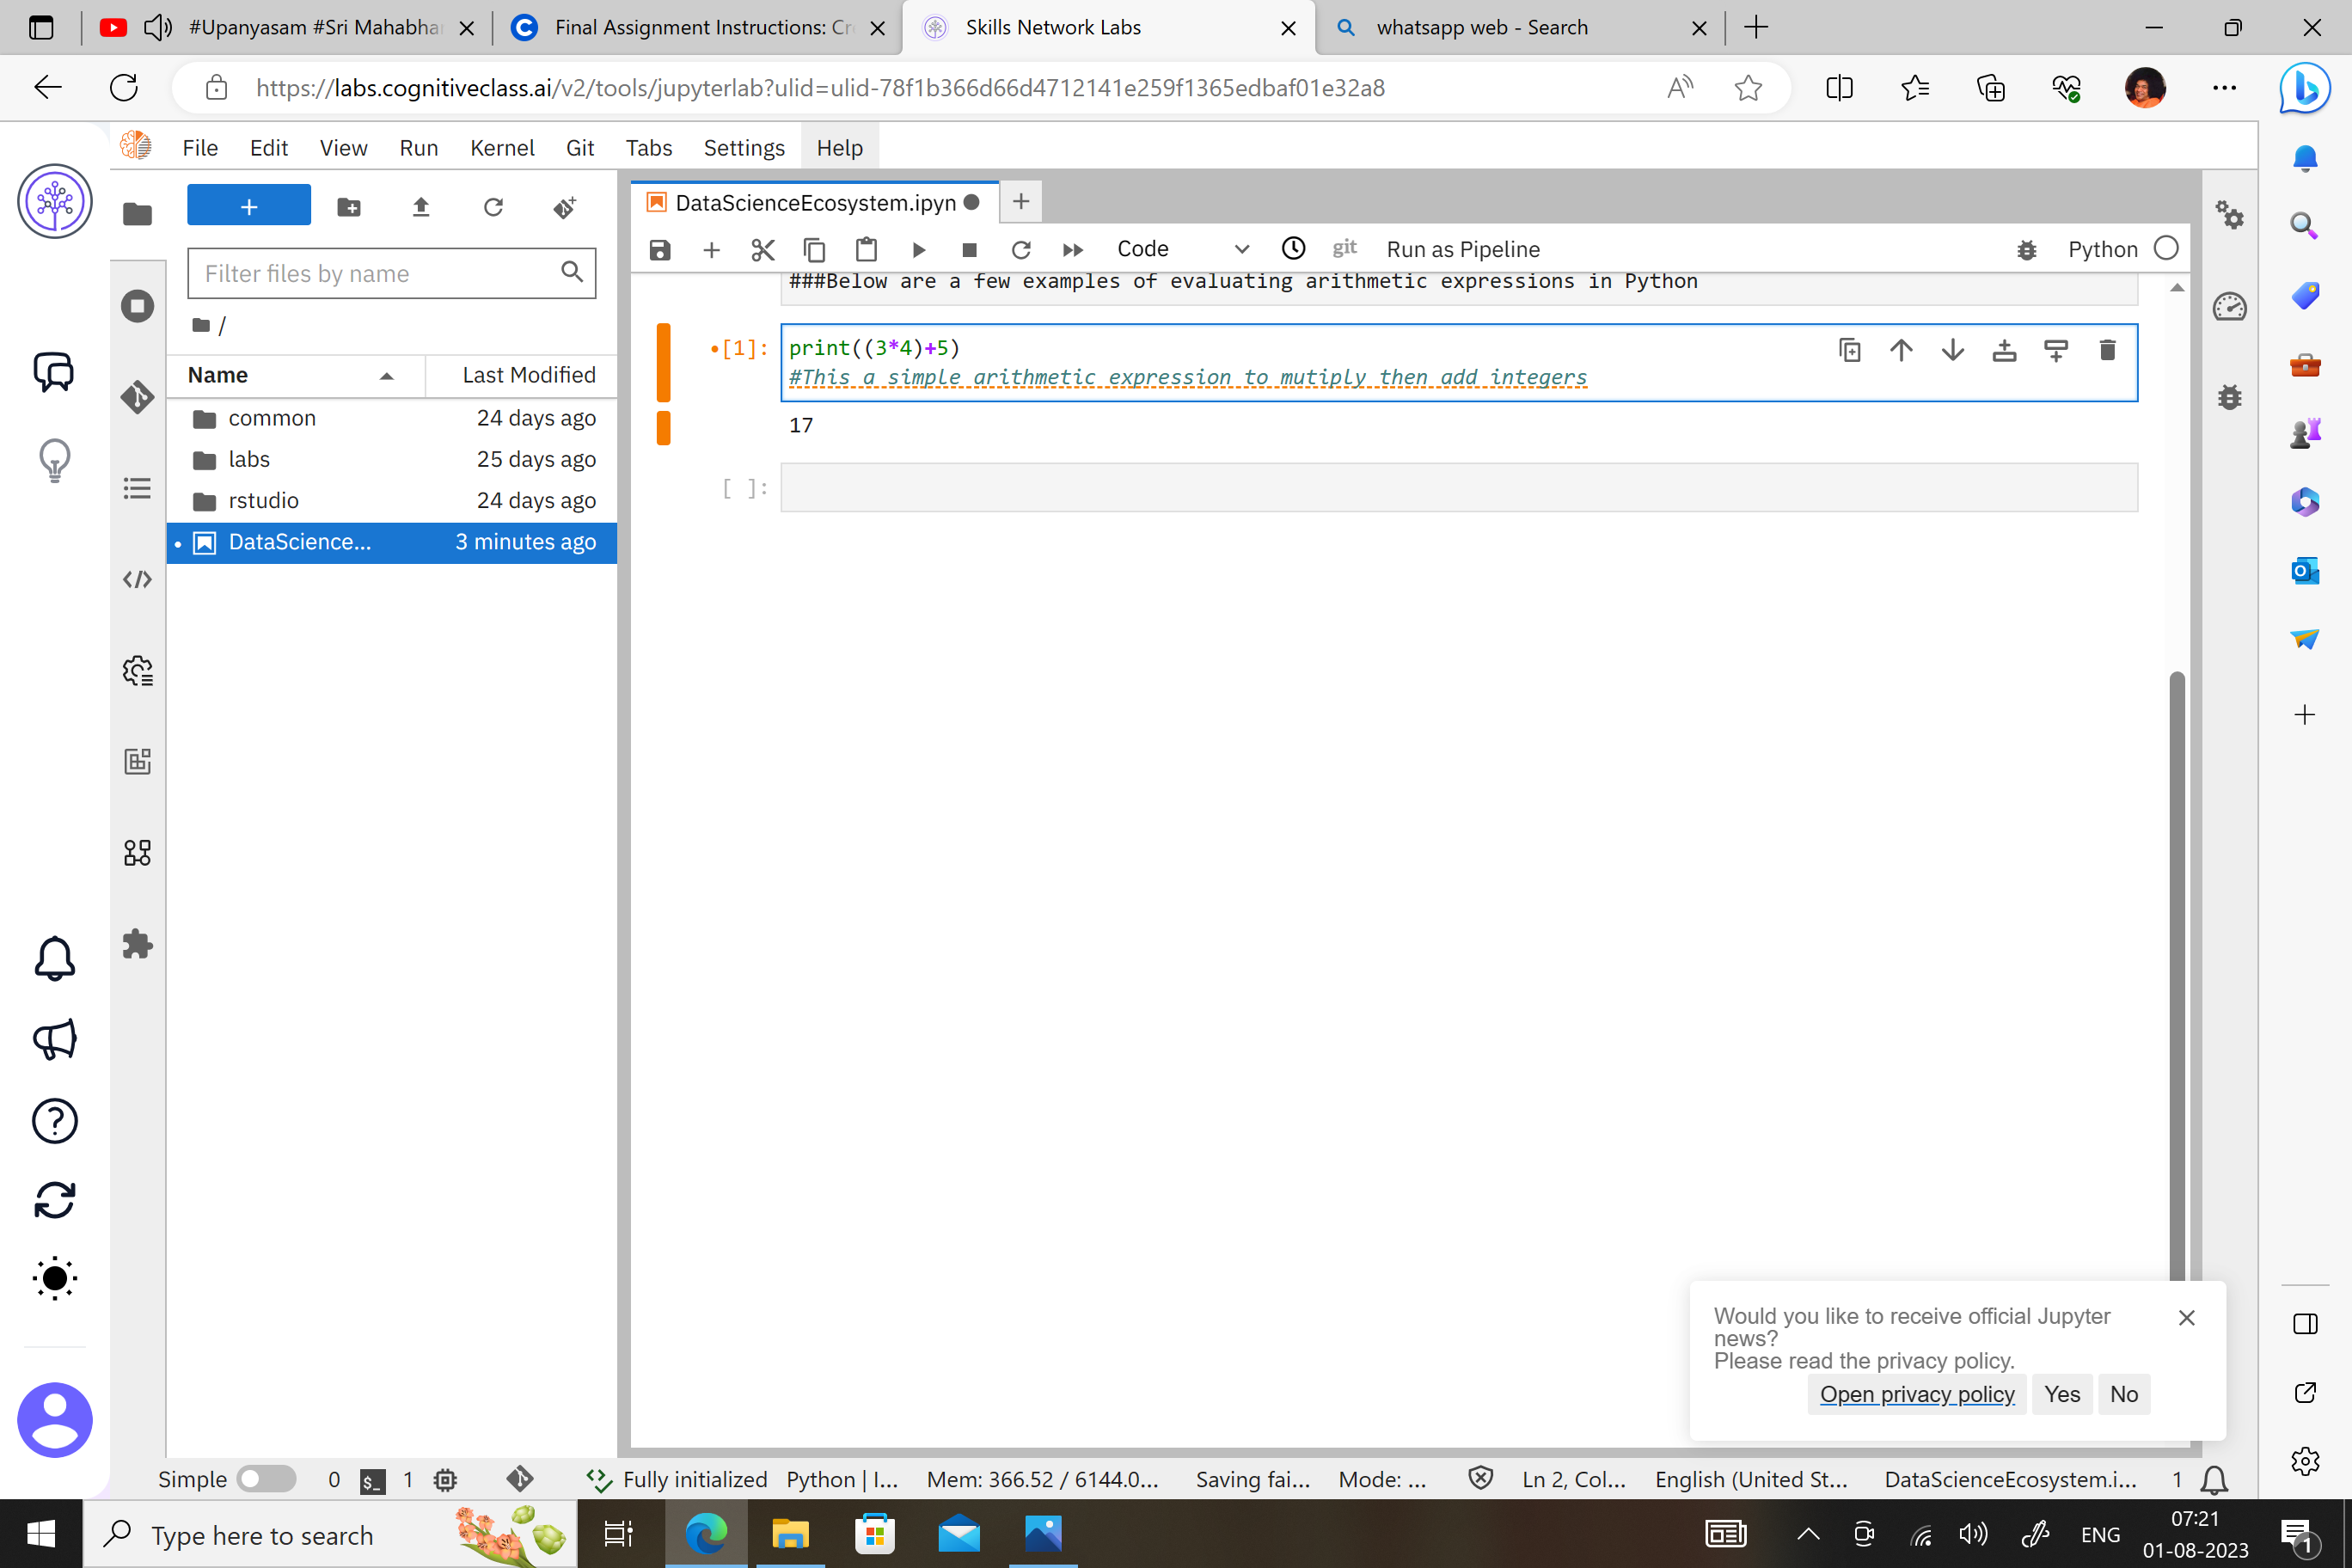 #Upanyasam #Sri Mahabhar
Final Assignment Instructions: Cre
Skills Network Labs
whatsapp web - Search
https://labs.cognitiveclass.ai/v2/tools/jupyterlab?ulid=ulid-78f1b366d66d4712141e259f1365edbaf01e32a8
File Edit View Run Kernel Git Tabs Settings Help
DataScienceEcosystem.ipyn
Code
git
Run as Pipeline
Python
Filter files by name
/
Name Last Modified
common 24 days ago
labs 25 days ago
rstudio 24 days ago
DataScience... 3 minutes ago
###Below are a few examples of evaluating arithmetic expressions in Python
[1]: print((3*4)+5)
#This a simple arithmetic expression to mutiply then add integers
17
[ ]:
Would you like to receive official Jupyter
news?
Please read the privacy policy.
Open privacy policy Yes No
Simple 0 $_ 1 Fully initialized Python | I... Mem: 366.52 / 6144.0... Saving fai... Mode: ... Ln 2, Col... English (United St... DataScienceEcosystem.i... 1
Type here to search
ENG
07:21
01-08-2023
1